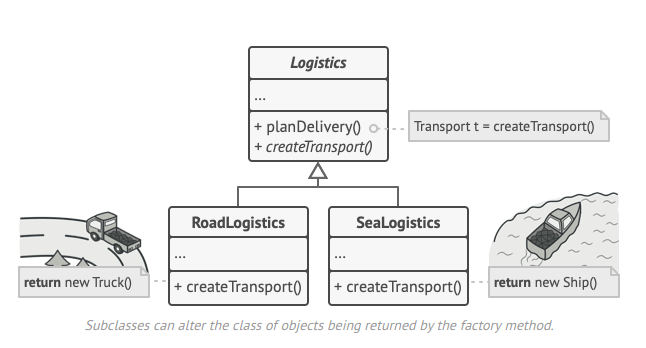 Logistics
...
+ planDelivery()
+ createTransport()
Transport t = createTransport()
RoadLogistics
...
+ createTransport()
SeaLogistics
...
+ createTransport()
return new Truck()
return new Ship()
Subclasses can alter the class of objects being returned by the factory method.